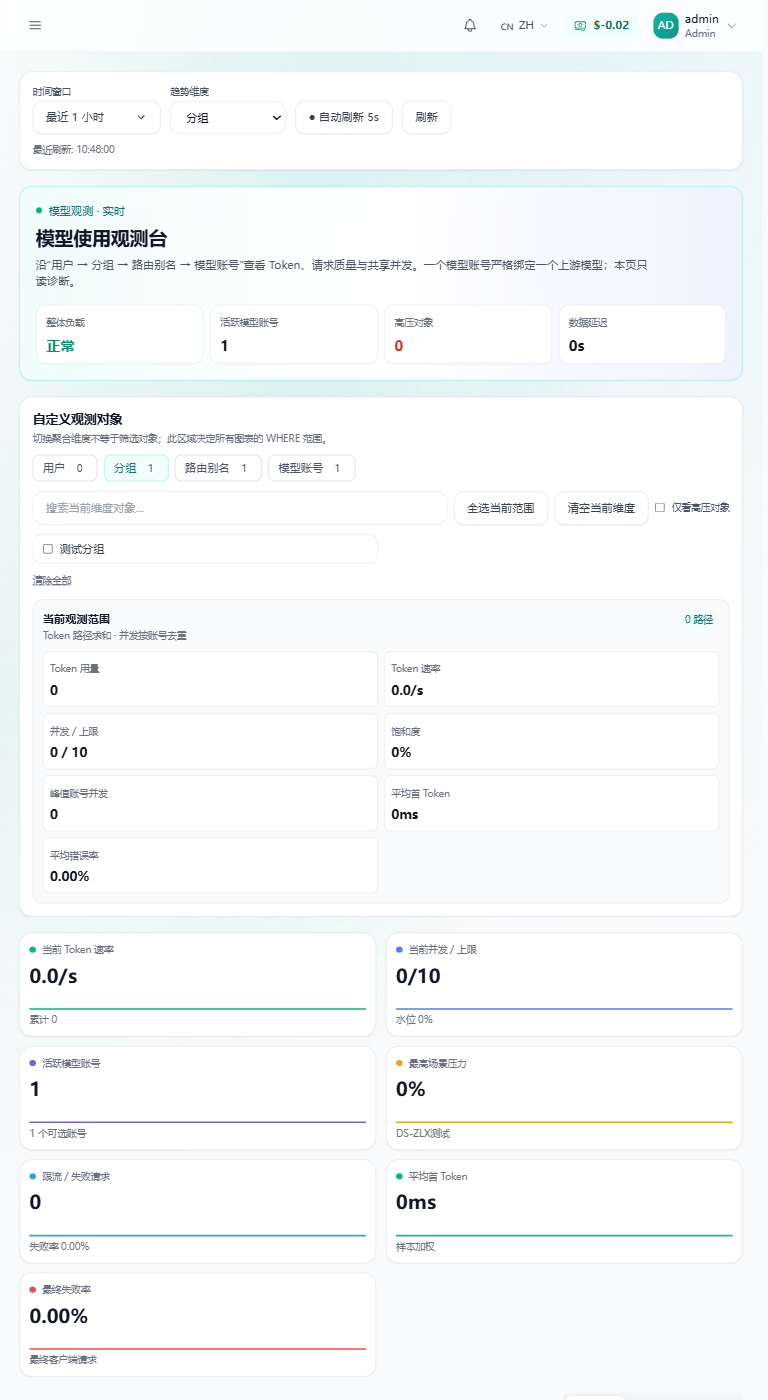 CN ZH
$-0.02
AD
admin
Admin
时间窗口
趋势维度
最近 1 小时
分组
● 自动刷新 5s
刷新
最近刷新: 10:48:00
模型观测 · 实时
模型使用观测台
沿“用户 → 分组 → 路由别名 → 模型账号”查看 Token、请求质量与共享并发。一个模型账号严格绑定一个上游模型；本页只
读诊断。
整体负载
正常
活跃模型账号
1
高压对象
0
数据延迟
0s
自定义观测对象
切换聚合维度不等于筛选对象；此区域决定所有图表的 WHERE 范围。
用户 0
分组 1
路由别名 1
模型账号 1
搜索当前维度对象...
全选当前范围
清空当前维度
仅看高压对象
测试分组
清除全部
当前观测范围
0 路径
Token 路径求和 · 并发按账号去重
Token 用量
0
Token 速率
0.0/s
并发 / 上限
0 / 10
饱和度
0%
峰值账号并发
0
平均首 Token
0ms
平均错误率
0.00%
当前 Token 速率
0.0/s
累计 0
当前并发 / 上限
0/10
水位 0%
活跃模型账号
1
1 个可选账号
最高场景压力
0%
DS-ZLX测试
限流 / 失败请求
0
失败率 0.00%
平均首 Token
0ms
样本加权
最终失败率
0.00%
最终客户端请求